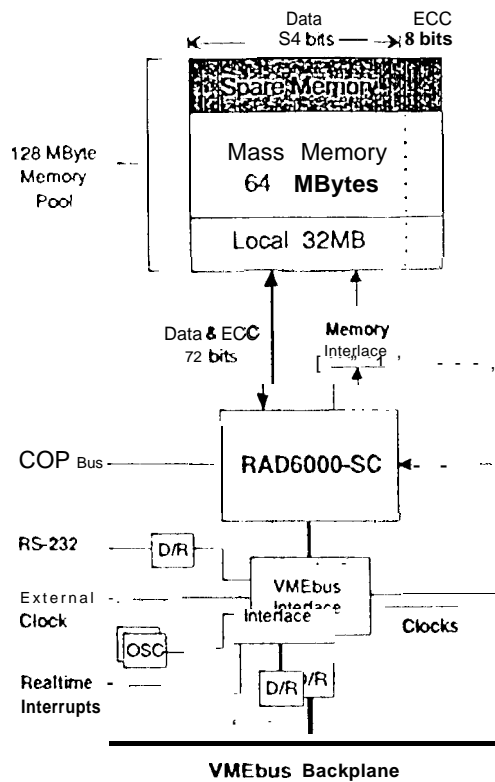 Data
S4 bits
ECC
8 bits
Spare Memory
128 MByte
Memory
Pool
Mass Memory
64 MBytes
Local 32MB
Data & ECC
72 bits
Memory
Interlace
COP Bus
RAD6000-SC
RS-232
D/R
External
Clock
VMEbus
Interface
Interlace
Clocks
OSC
Realtime
Interrupts
D/R
D/R
VMEbus Backplane